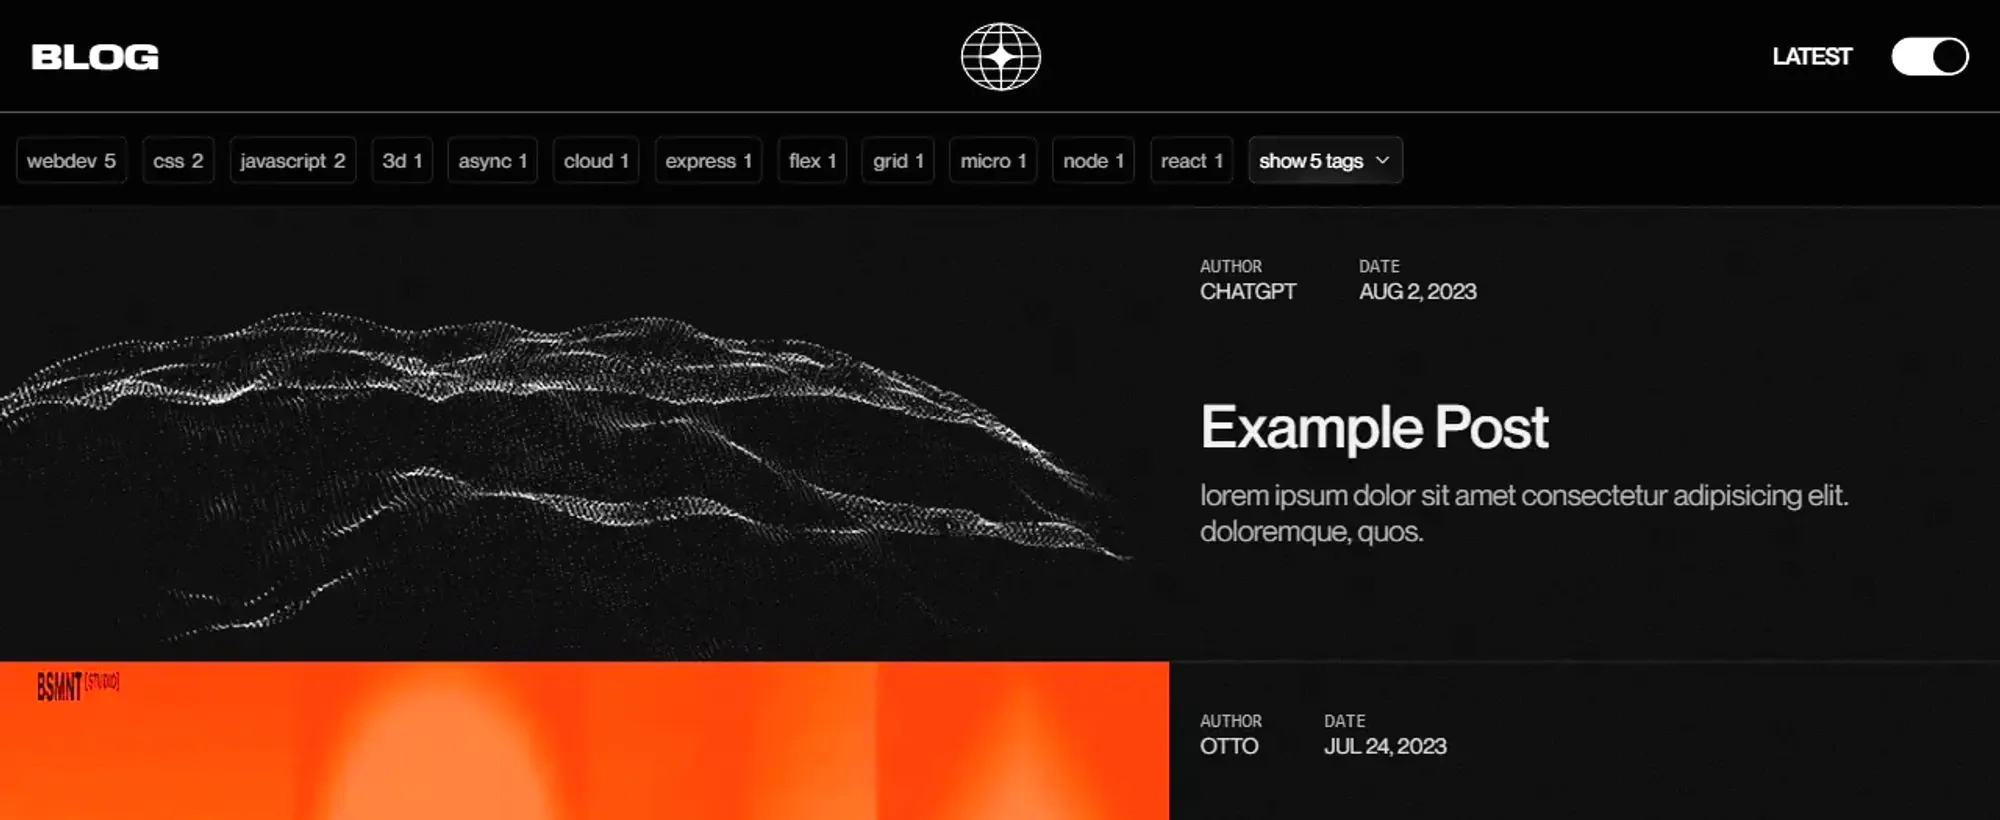 BLOG
LATEST
webdev 5 css 2 javascript 2 3d 1 async 1 cloud 1 express 1 flex 1 grid 1 micro 1 node 1 react 1 show 5 tags
AUTHOR DATE
CHATGPT AUG 2, 2023
Example Post
lorem ipsum dolor sit amet consectetur adipisicing elit.
doloremque, quos.
BSMNT [STUDIO]
AUTHOR DATE
OTTO JUL 24, 2023